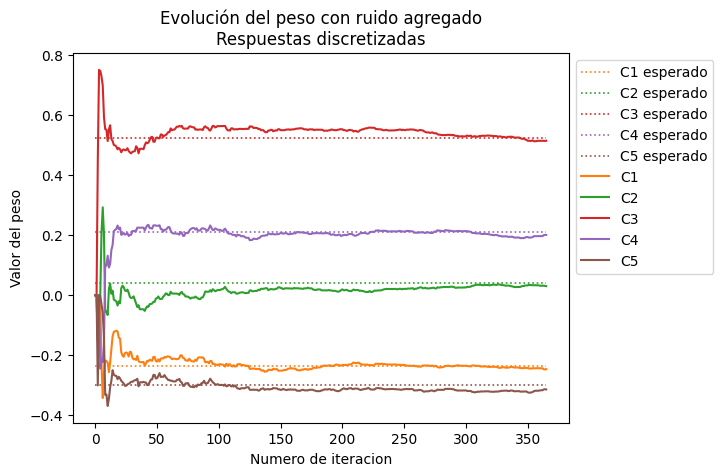 Evolución del peso con ruido agregado
Respuestas discretizadas
Valor del peso
0.8
0.6
0.4
0.2
0.0
−0.2
−0.4
0
50
100
150
200
250
300
350
Numero de iteracion
C1 esperado
C2 esperado
C3 esperado
C4 esperado
C5 esperado
C1
C2
C3
C4
C5